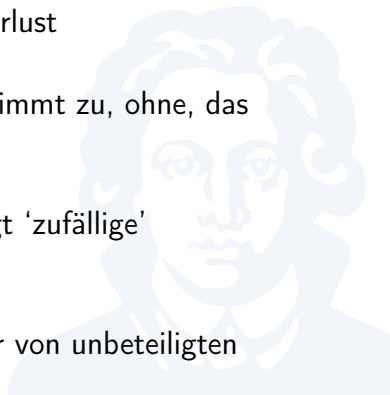 rlust
immt zu, ohne, das
t ‘zufällige’
r von unbeteiligten